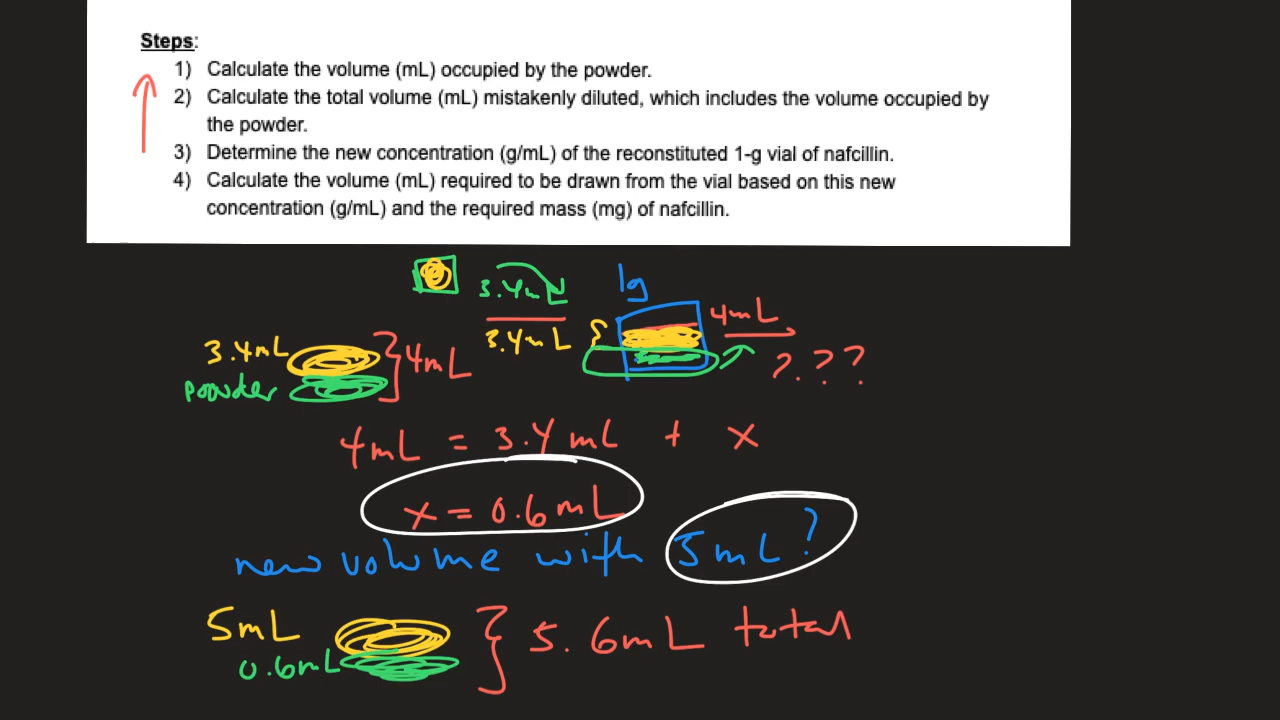 Steps:
1) Calculate the volume (mL) occupied by the powder.
2) Calculate the total volume (mL) mistakenly diluted, which includes the volume occupied by
the powder.
3) Determine the new concentration (g/mL) of the reconstituted 1-g vial of nafcillin.
4) Calculate the volume (mL) required to be drawn from the vial based on this new
concentration (g/mL) and the required mass (mg) of nafcillin.
3.4mL 1g
3.4mL 4mL
3.4mL 4mL ???
powder
4mL = 3.4mL + x
x = 0.6mL
new volume with 5mL?
5mL 5.6mL total
0.6mL